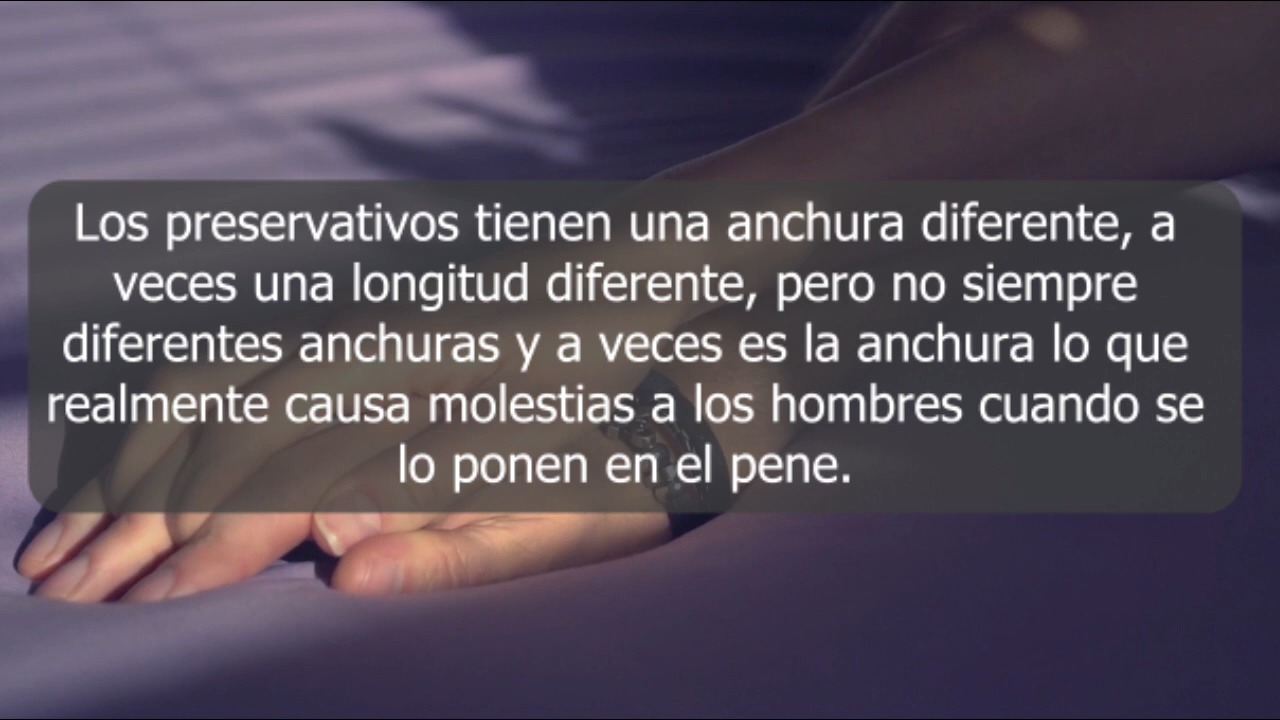 Los preservativos tienen una anchura diferente, a
veces una longitud diferente, pero no siempre
diferentes anchuras y a veces es la anchura lo que
realmente causa molestias a los hombres cuando se
lo ponen en el pene.